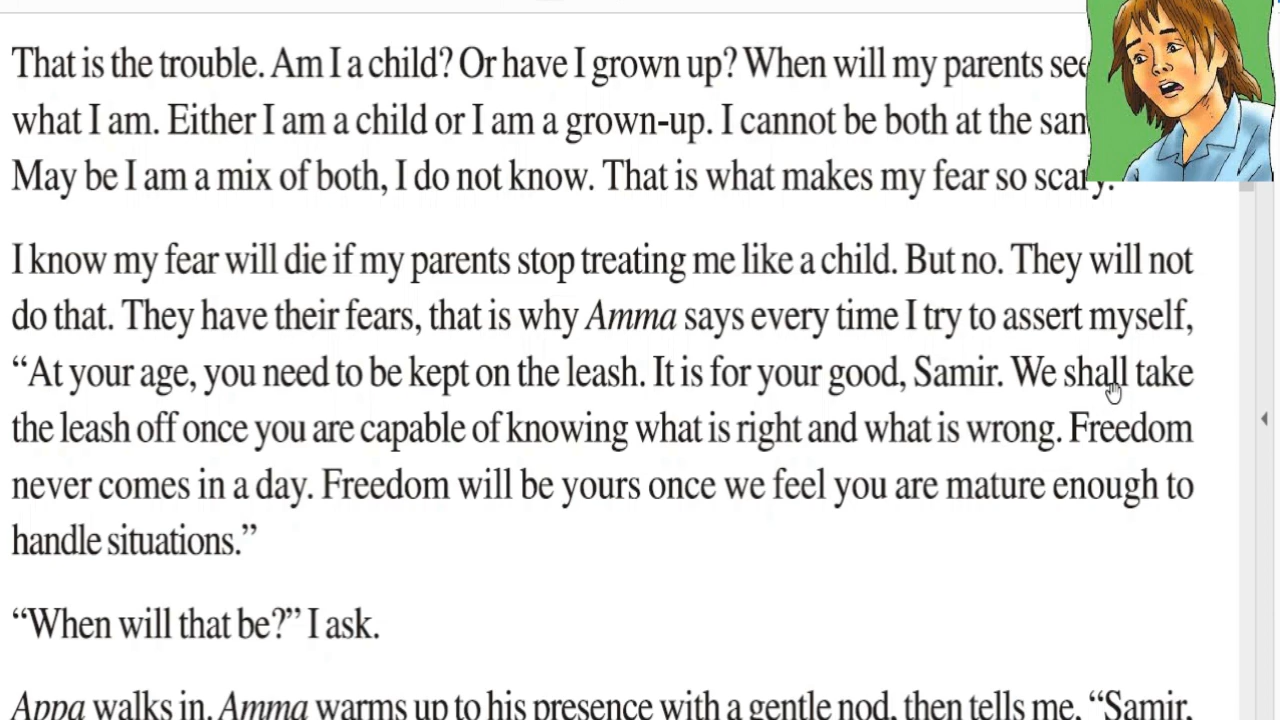 That is the trouble. Am I a child? Or have I grown up? When will my parents see
what I am. Either I am a child or I am a grown-up. I cannot be both at the
May be I am a mix of both, I do not know. That is what makes my fear so scary.
I know my fear will die if my parents stop treating me like a child. But no. They will not
do that. They have their fears, that is why Amma says every time I try to assert myself,
“At your age, you need to be kept on the leash. It is for your good, Samir. We shall take
the leash off once you are capable of knowing what is right and what is wrong. Freedom
never comes in a day. Freedom will be yours once we feel you are mature enough to
handle situations.”
“When will that be?” I ask.
Appa walks in. Amma warms up to his presence with a gentle nod, then tells me, “Samir,